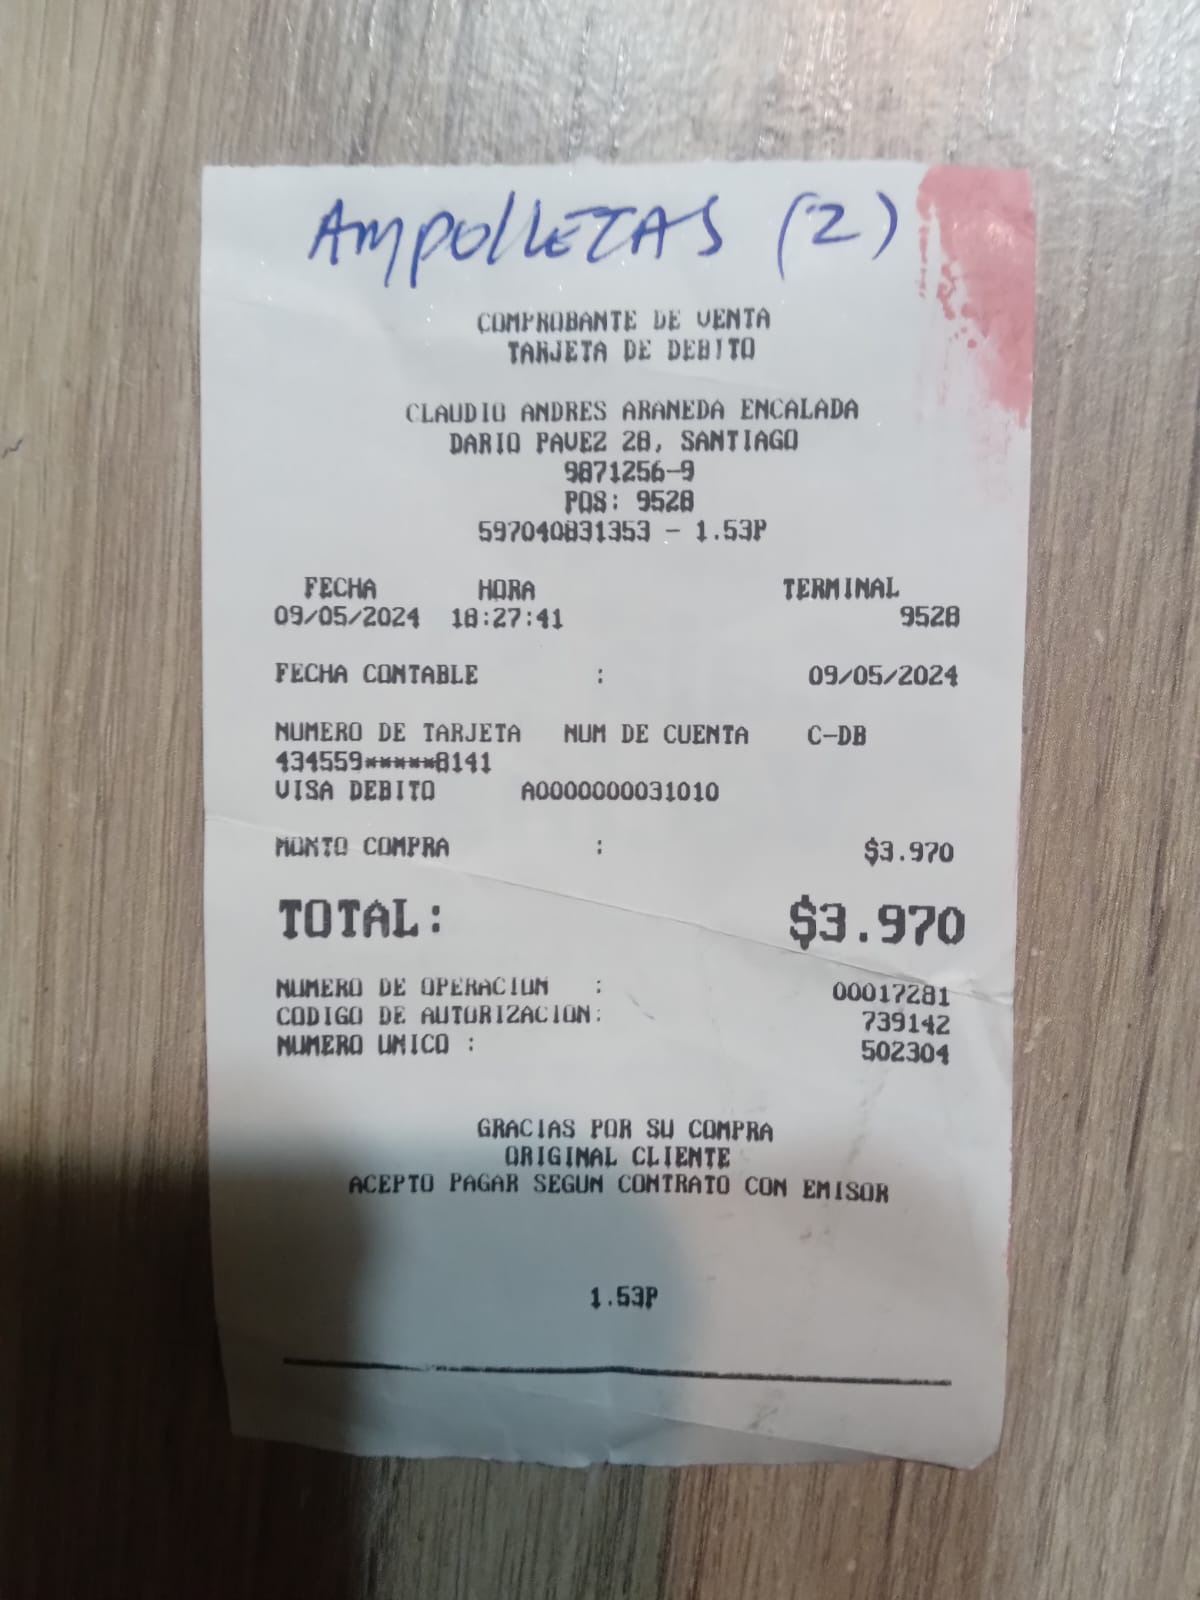 AMPOLLETAS (2)
COMPROBANTE DE VENTA
TARJETA DE DEBITO
CLAUDIO ANDRES ARANEDA ENCALADA
DARIO PAVEZ 28, SANTIAGO
9871256-9
POS: 9528
597040831353 - 1.53P
FECHA HORA TERMINAL
09/05/2024 18:27:41 9528
FECHA CONTABLE : 09/05/2024
NUMERO DE TARJETA NUM DE CUENTA C-DB
434559*****8141
VISA DEBITO A0000000031010
MONTO COMPRA : $3.970
TOTAL: $3.970
NUMERO DE OPERACION : 00017281
CODIGO DE AUTORIZACION: 739142
NUMERO UNICO : 502304
GRACIAS POR SU COMPRA
ORIGINAL CLIENTE
ACEPTO PAGAR SEGUN CONTRATO CON EMISOR
1.53P